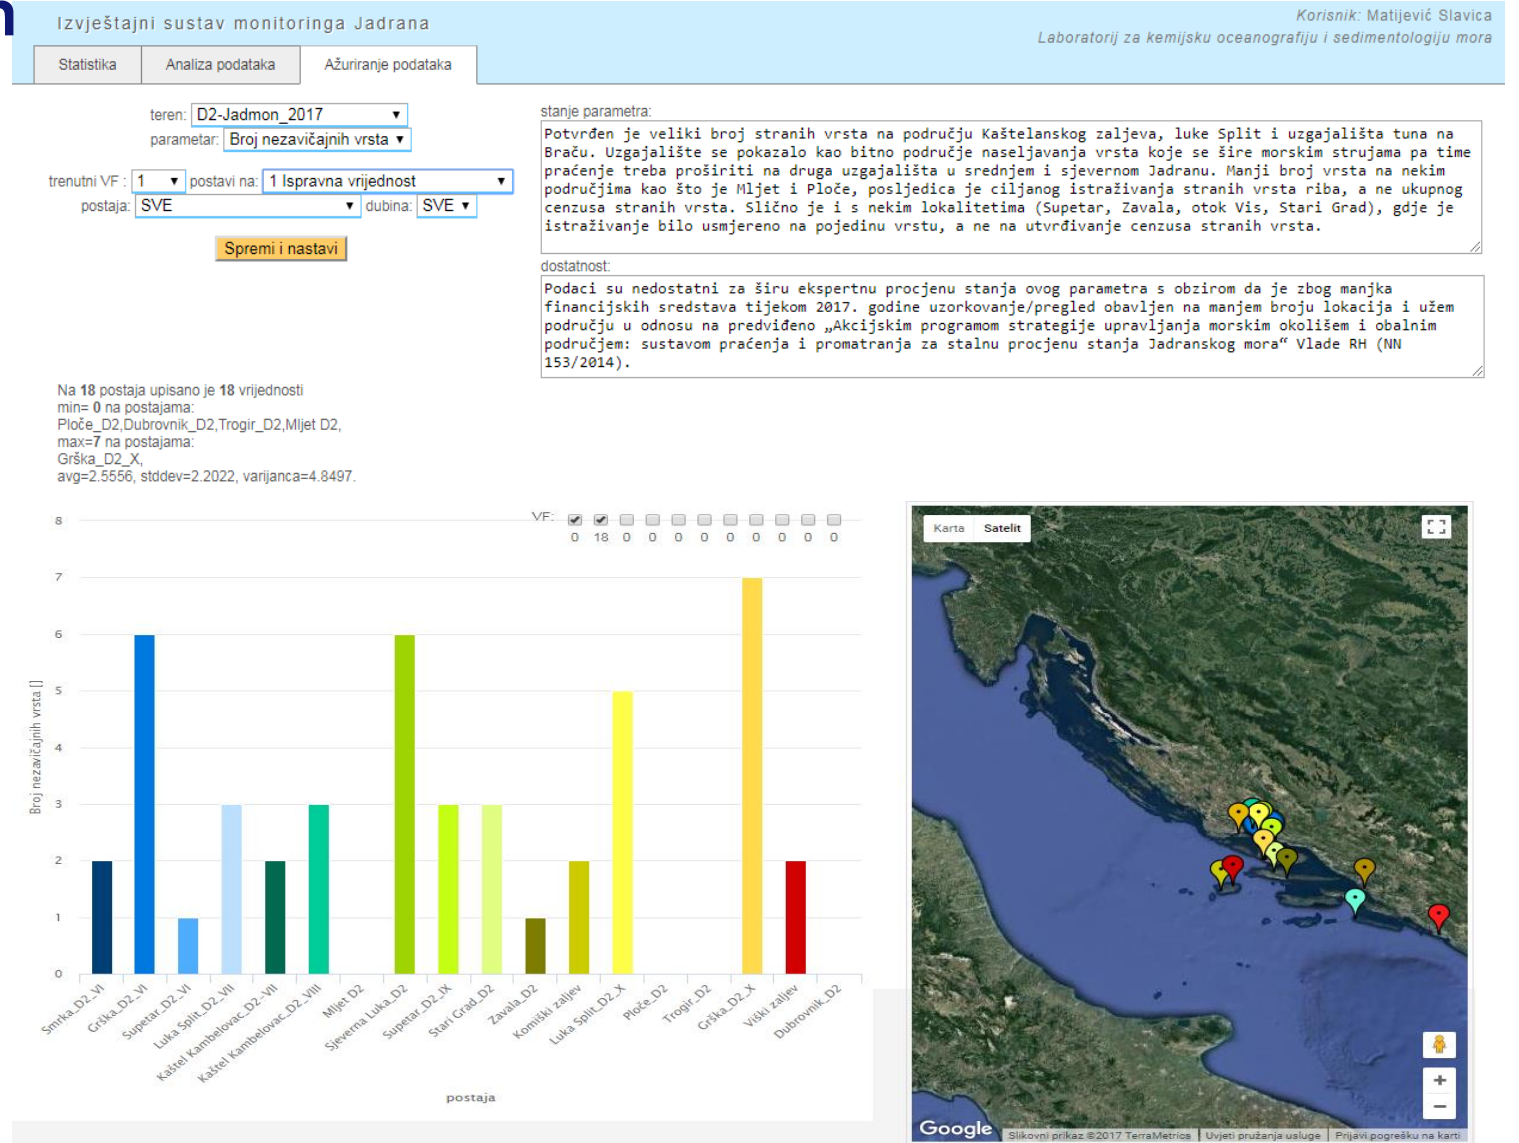 n
Izvještajni sustav monitoringa Jadrana
Korisnik: Matijević Slavica
Laboratorij za kemijsku oceanografiju i sedimentologiju mora
Statistika
Analiza podataka
Ažuriranje podataka
teren: D2-Jadmon_2017
parametar: Broj nezavičajnih vrsta
trenutni VF : 1 postavi na: 1 Ispravna vrijednost
postaja: SVE dubina: SVE
Spremi i nastavi
stanje parametra:
Potvrđen je veliki broj stranih vrsta na području Kaštelanskog zaljeva, luke Split i uzgajališta tuna na
Braču. Uzgajalište se pokazalo kao bitno područje naseljavanja vrsta koje se šire morskim strujama pa time
praćenje treba proširiti na druga uzgajališta u srednjem i sjevernom Jadranu. Manji broj vrsta na nekim
područjima kao što je Mljet i Ploče, posljedica je ciljanog istraživanja stranih vrsta riba, a ne ukupnog
cenzusa stranih vrsta. Slično je i s nekim lokalitetima (Supetar, Zavala, otok Vis, Stari Grad), gdje je
istraživanje bilo usmjereno na pojedinu vrstu, a ne na utvrđivanje cenzusa stranih vrsta.
dostatnost:
Podaci su nedostatni za širu ekspertnu procjenu stanja ovog parametra s obzirom da je zbog manjka
financijskih sredstava tijekom 2017. godine uzorkovanje/pregled obavljen na manjem broju lokacija i užem
području u odnosu na predviđeno „Akcijskim programom strategije upravljanja morskim okolišem i obalnim
područjem: sustavom praćenja i promatranja za stalnu procjenu stanja Jadranskog mora“ Vlade RH (NN
153/2014).
Na 18 postaja upisano je 18 vrijednosti
min= 0 na postajama:
Ploče_D2,Dubrovnik_D2,Trogir_D2,Mljet D2,
max=7 na postajama:
Grška_D2_X,
avg=2.5556, stddev=2.2022, varijanca=4.8497.
VF:
0 18 0 0 0 0 0 0 0 0 0
8
7
6
5
4
3
2
1
0
Broj nezavičajnih vrsta []
Smrka_D2_VI
Grška_D2_VI
Supetar_D2_VI
Luka Split_D2_VII
Kaštel Kambelovac_D2-VII
Kaštel Kambelovac_D2_VIII
Mljet D2
Sjeverna Luka_D2
Supetar_D2_IX
Stari Grad_D2
Zavala_D2
Komiški zaljev
Luka Split_D2_X
Ploče_D2
Trogir_D2
Grška_D2_X
Viški zaljev
Dubrovnik_D2
postaja
Karta
Satelit
+
−
Google
Slikovni prikaz ©2017 TerraMetrics
Uvjeti pružanja usluge
Prijavi pogrešku na karti